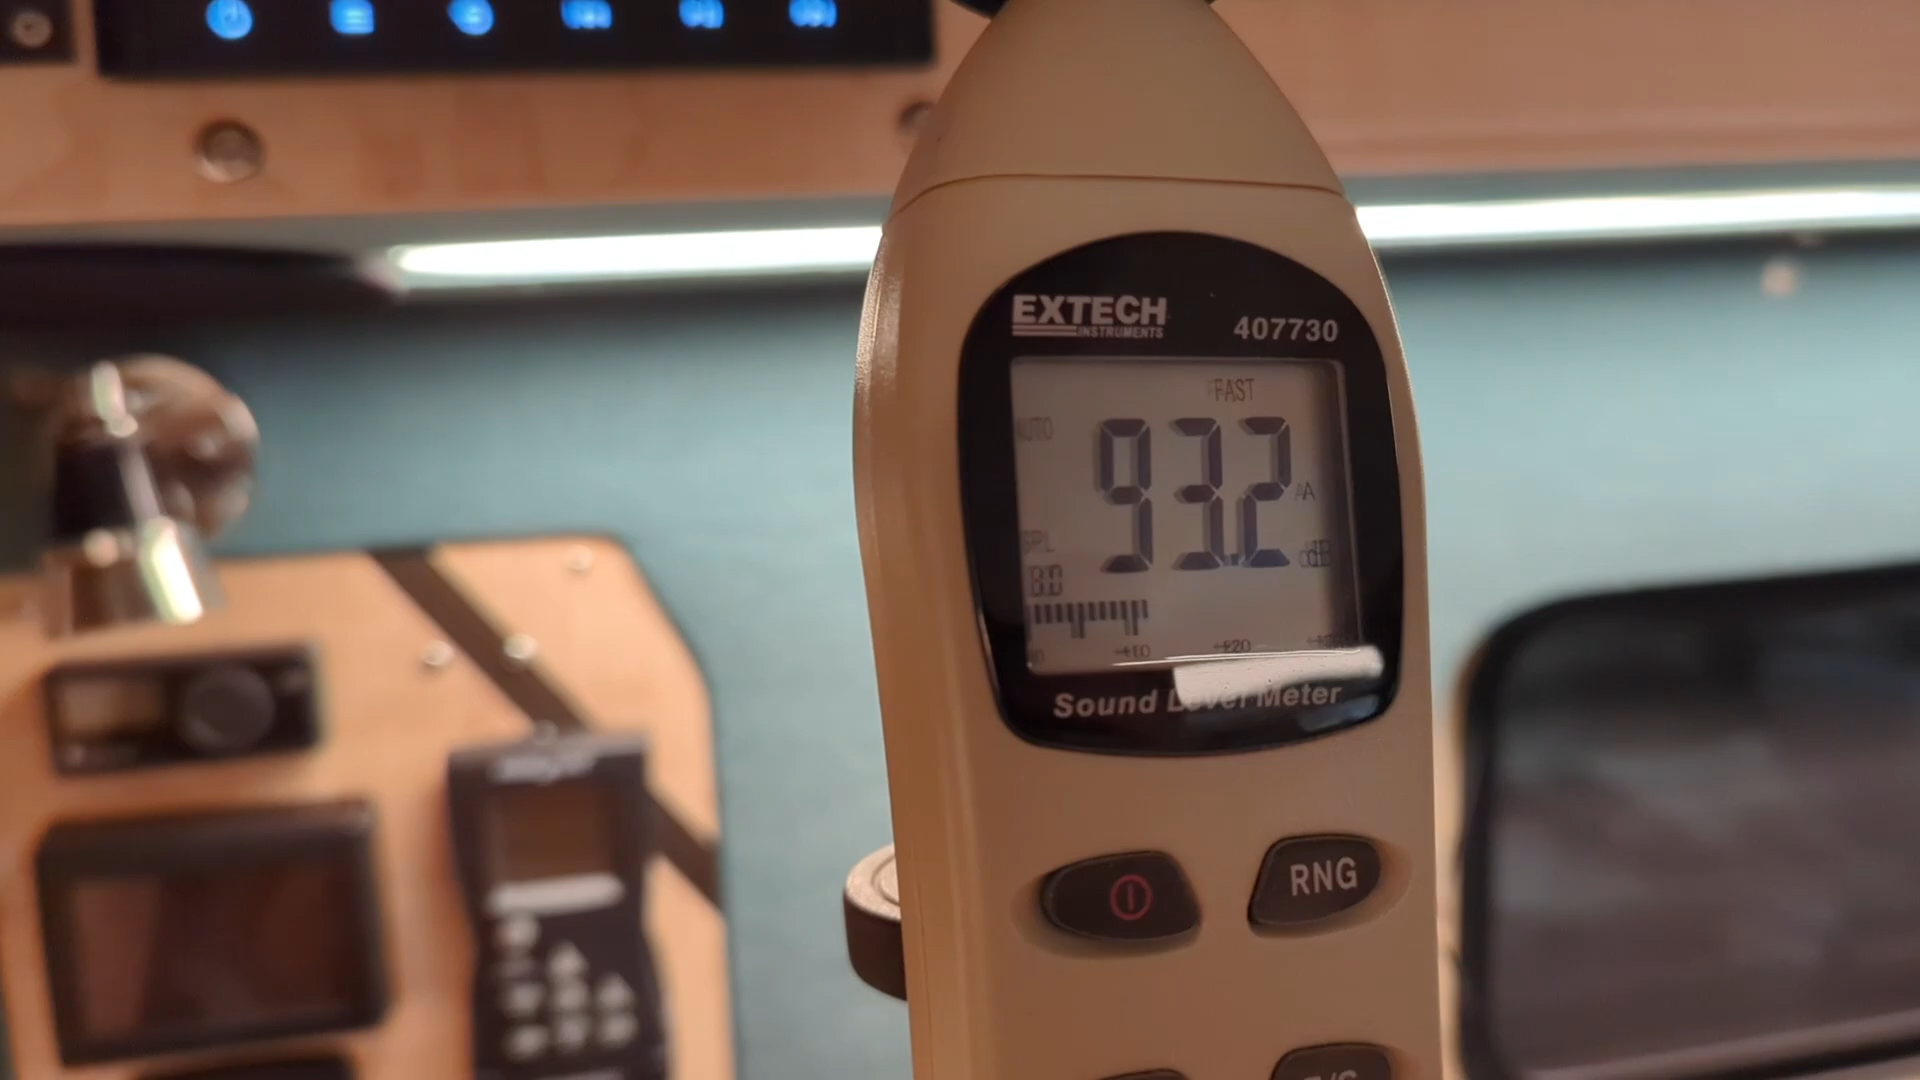 EXTECH
INSTRUMENTS
407730
FAST
AUTO
93.2
A
dB
SPL
+10
+20
Sound Level Meter
RNG